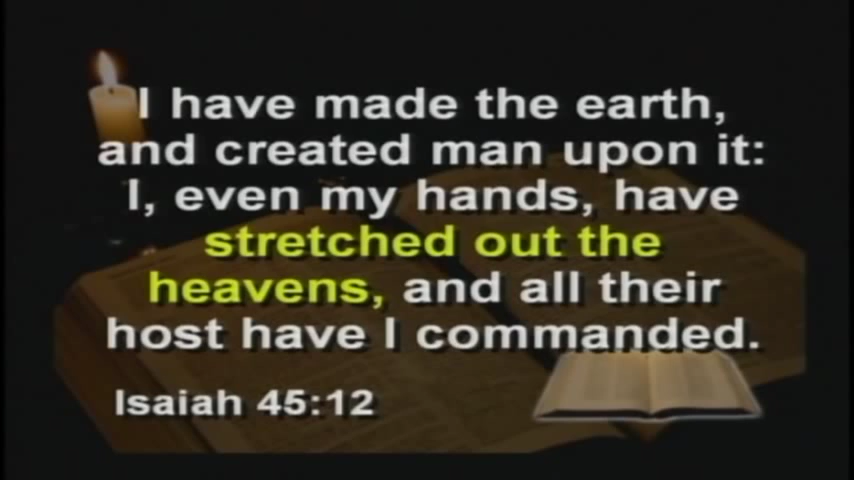 I have made the earth,
and created man upon it:
I, even my hands, have
stretched out the
heavens, and all their
host have I commanded.
Isaiah 45:12